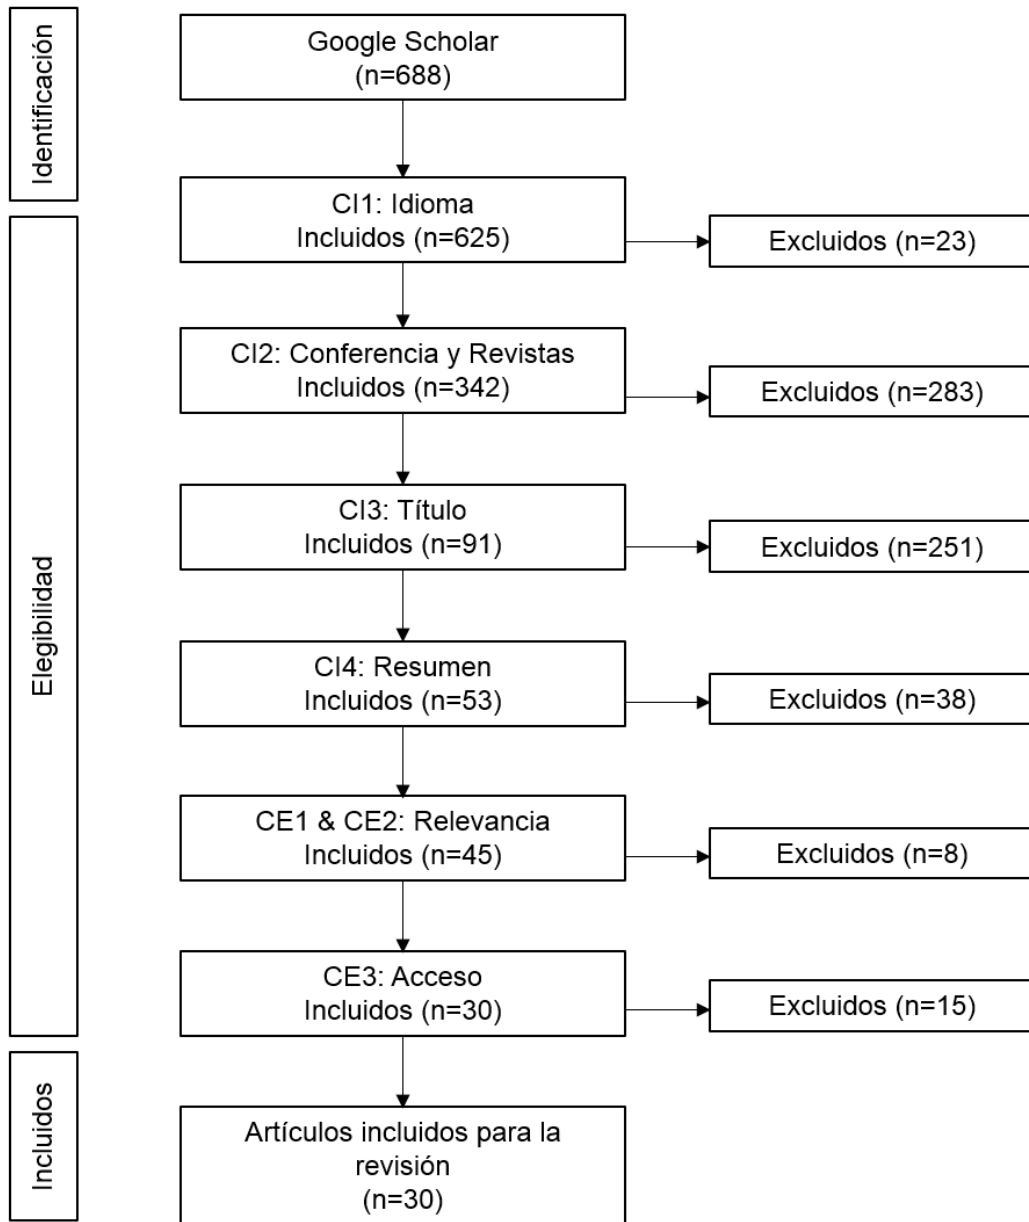 Identificación
Google Scholar
(n=688)
Elegibilidad
CI1: Idioma
Incluidos (n=625)
Excluidos (n=23)
CI2: Conferencia y Revistas
Incluidos (n=342)
Excluidos (n=283)
CI3: Título
Incluidos (n=91)
Excluidos (n=251)
CI4: Resumen
Incluidos (n=53)
Excluidos (n=38)
CE1 & CE2: Relevancia
Incluidos (n=45)
Excluidos (n=8)
CE3: Acceso
Incluidos (n=30)
Excluidos (n=15)
Incluidos
Artículos incluidos para la
revisión
(n=30)